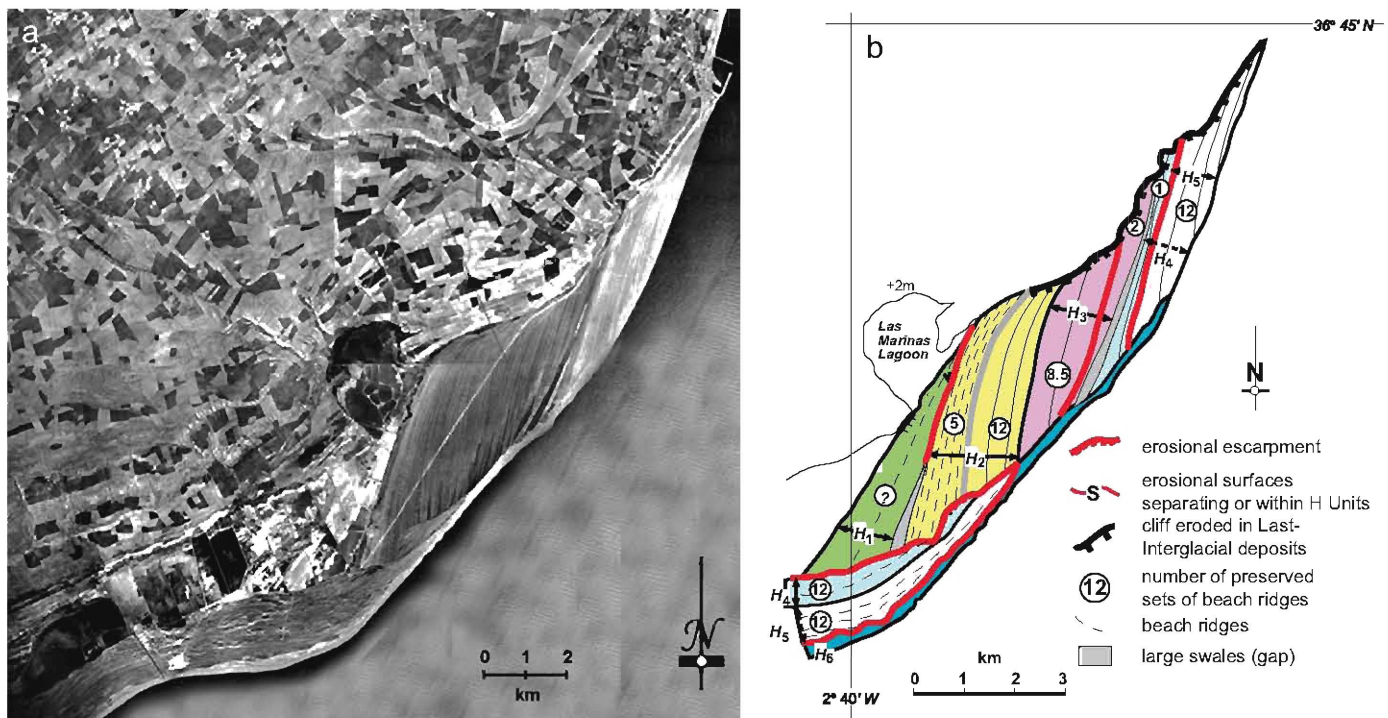 a
N
0 1 2
km
b
36° 45' N
H5
1
12
2
H4
+2m
Las
Marinas
Lagoon
H3
8.5
N
5
12
H2
erosional escarpment
?
S
erosional surfaces
separating or within H Units
H1
cliff eroded in Last-
Interglacial deposits
H4
12
12
number of preserved
sets of beach ridges
12
beach ridges
H5
H6
large swales (gap)
km
2° 40' W
0 1 2 3